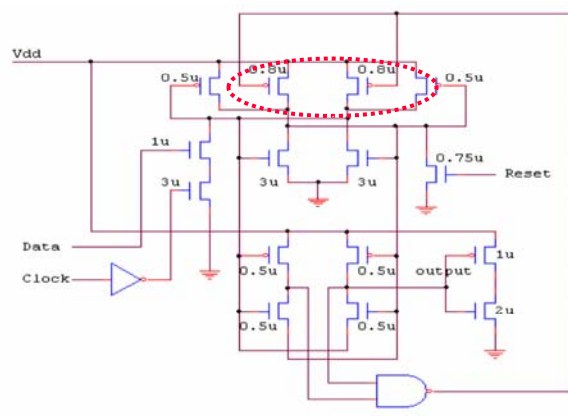 Vdd
0.5u 0.8u 0.8u 0.5u
1u
0.75u
3u 3u 3u Reset
Data
Clock
0.5u 0.5u output 1u
0.5u 0.5u 2u